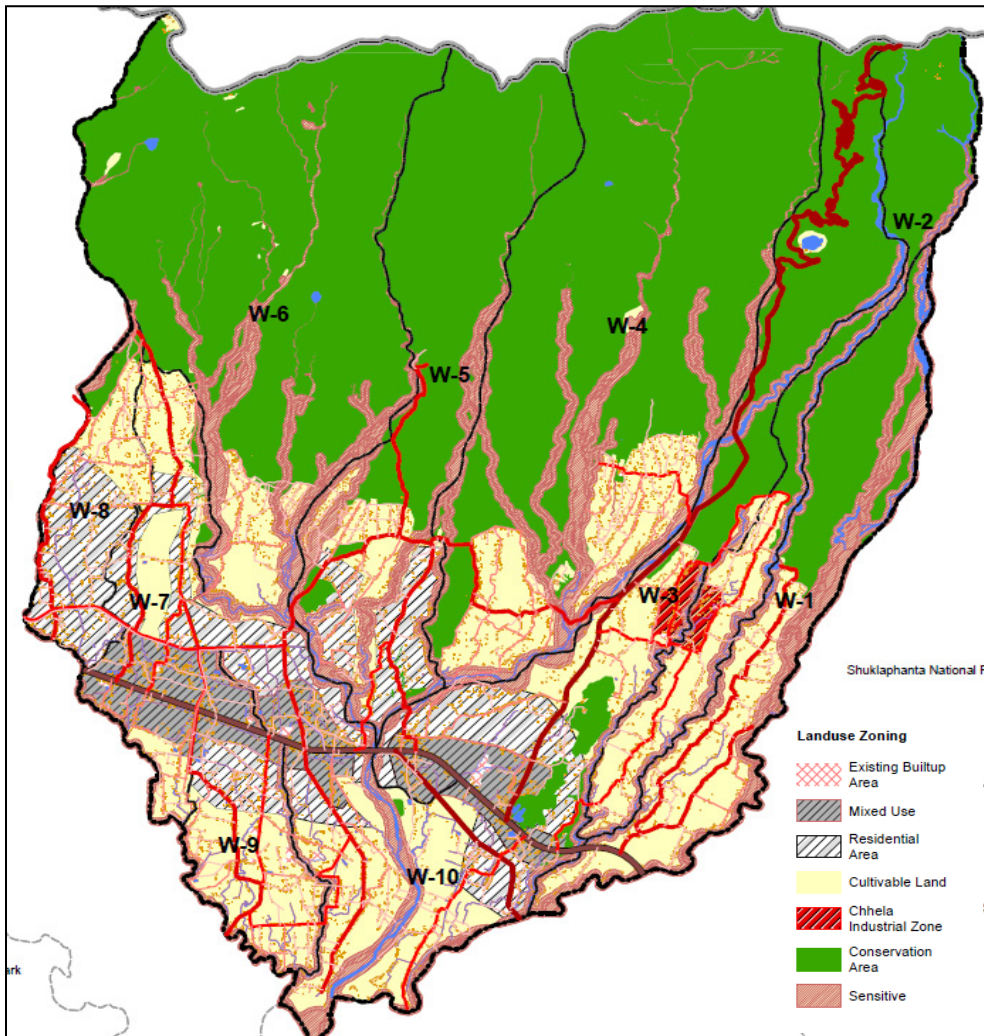 W-2
W-6
W-4
W-5
W-8
W-7
W-3
W-1
Shuklaphanta National P
Landuse Zoning
Existing Builtup
Area
Mixed Use
Residential
Area
W-9
W-10
Cultivable Land
Chhela
Industrial Zone
Conservation
Area
Sensitive
ark